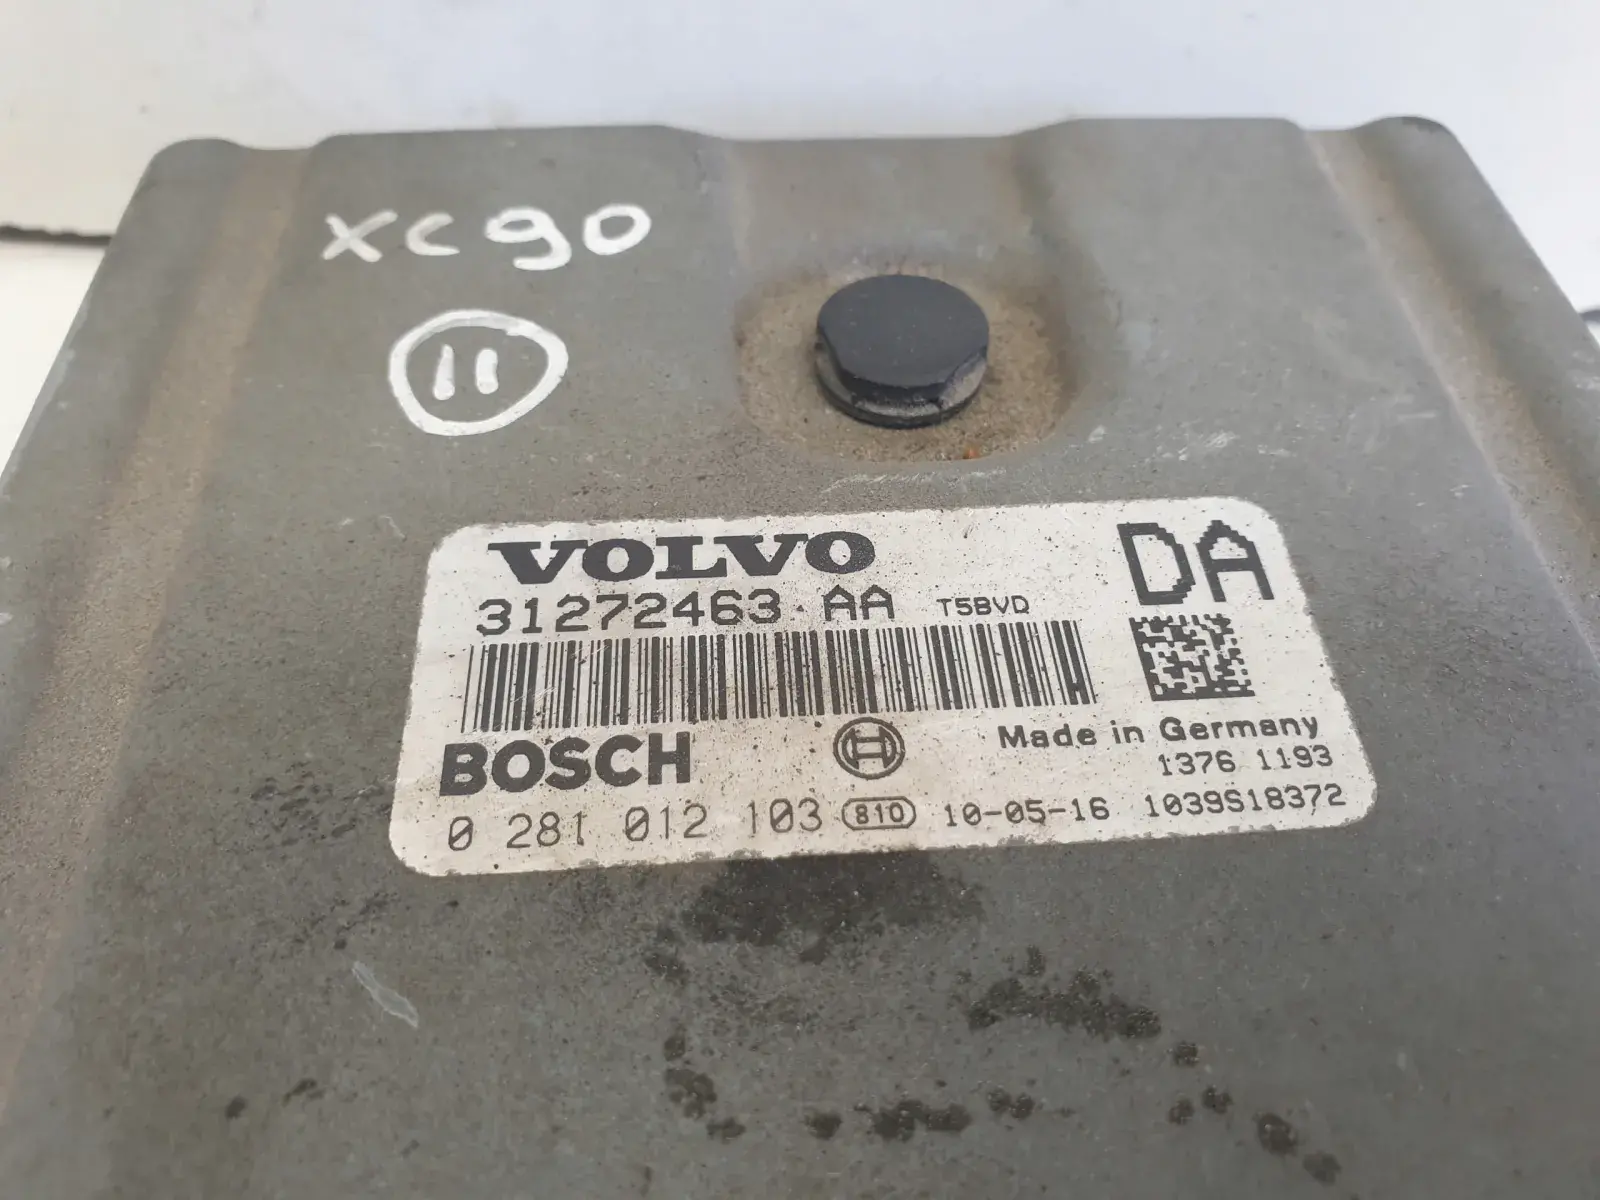 XC90
11
VOLVO
31272463 AA T5BVD
DA
BOSCH
Made in Germany
1376 1193
0 281 012 103 810 10-05-16 1039S18372